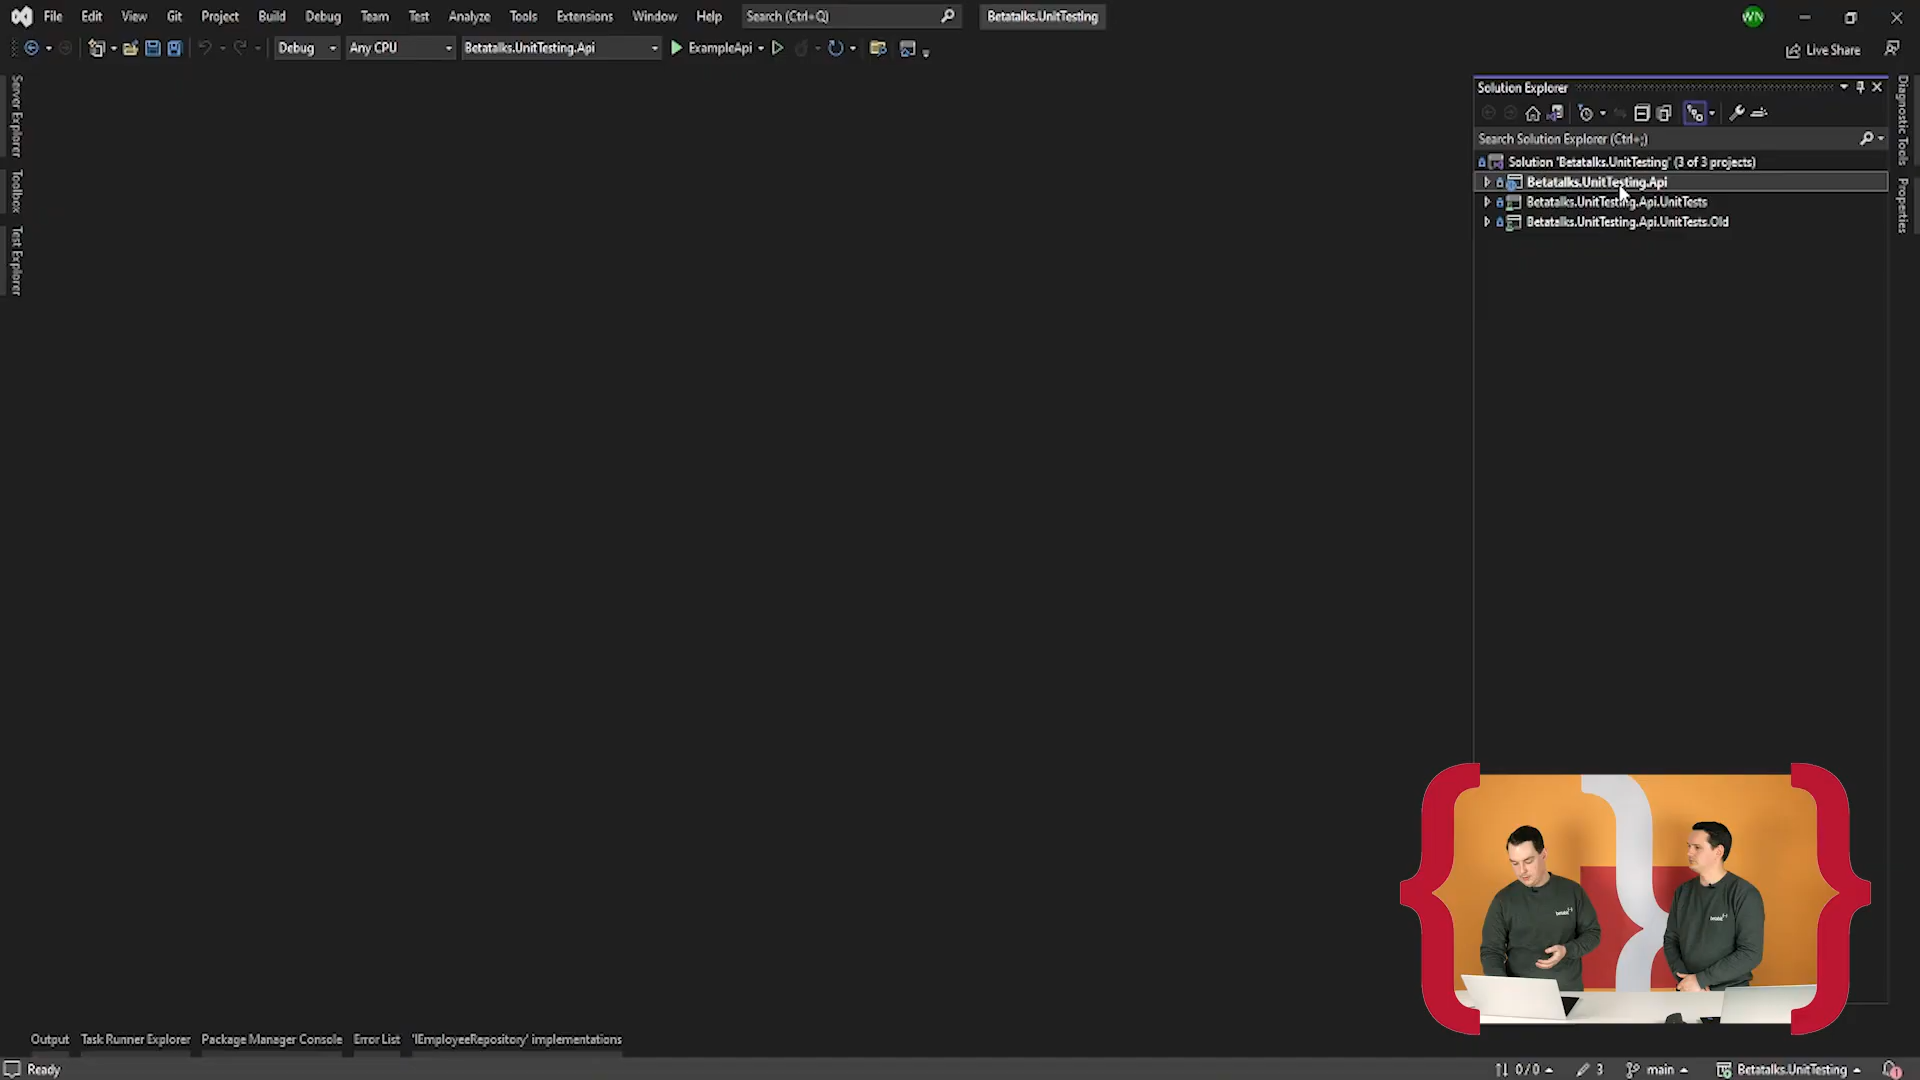 File Edit View Git Project Build Debug Team Test Analyze Tools Extensions Window Help Search (Ctrl+Q) Betatalks.UnitTesting WN
Debug Any CPU Betatalks.UnitTesting.Api ExampleApi Live Share
Server Explorer
Toolbox
Test Explorer
Solution Explorer
Search Solution Explorer (Ctrl+;)
Solution 'Betatalks.UnitTesting' (3 of 3 projects)
Betatalks.UnitTesting.Api
Betatalks.UnitTesting.Api.UnitTests
Betatalks.UnitTesting.Api.UnitTests.Old
Diagnostic Tools
Properties
Output Task Runner Explorer Package Manager Console Error List 'IEmployeeRepository' implementations
Ready 0/0 3 main Betatalks.UnitTesting 1